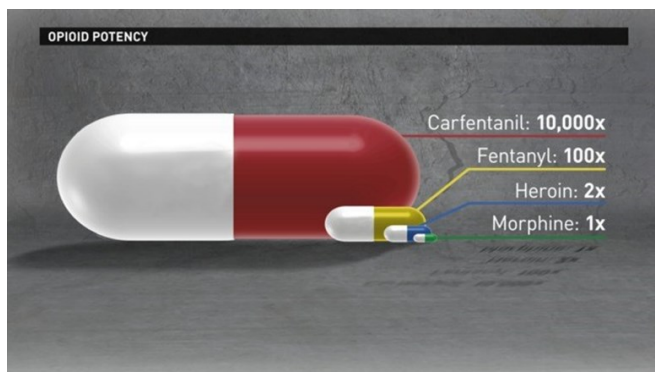 OPIOID POTENCY
Carfentanil: 10,000x
Fentanyl: 100x
Heroin: 2x
Morphine: 1x